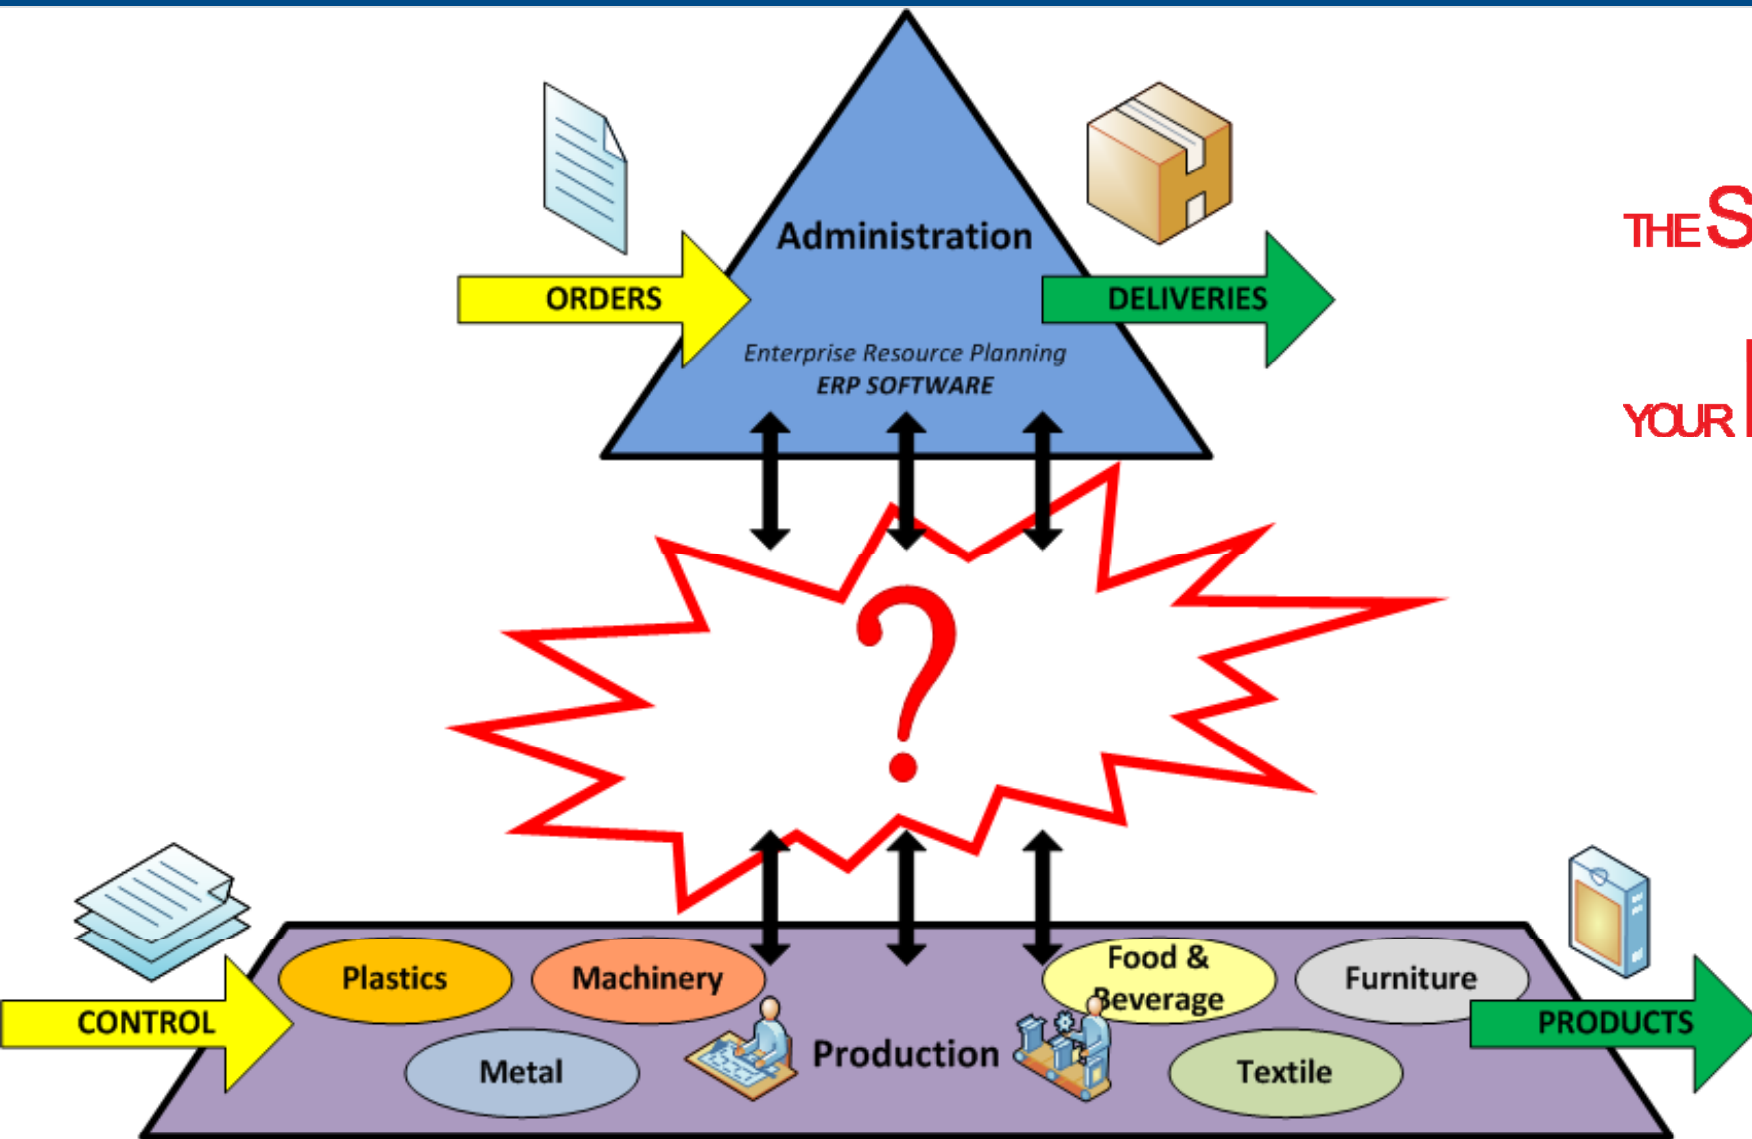 Administration
THE S
ORDERS
DELIVERIES
Enterprise Resource Planning
ERP SOFTWARE
YOUR
?
Plastics
Machinery
Food &
Beverage
Furniture
CONTROL
PRODUCTS
Production
Metal
Textile